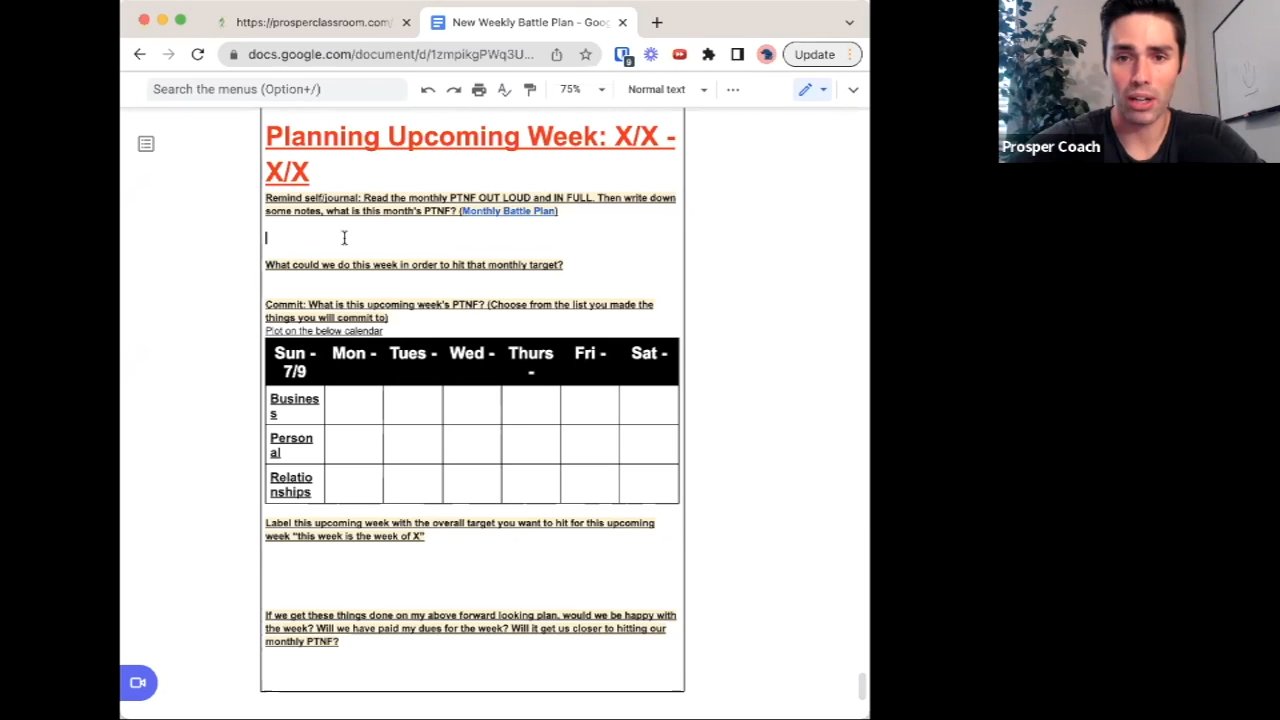 https://prosperclassroom.com/
New Weekly Battle Plan - Goo
docs.google.com/document/d/1zmpikgPWq3U...
9
Update
Search the menus (Option+/)
75%
Normal text
Planning Upcoming Week: X/X -
X/X
Remind self/journal: Read the monthly PTNF OUT LOUD and IN FULL. Then write down
some notes, what is this month's PTNF? (Monthly Battle Plan)
What could we do this week in order to hit that monthly target?
Commit: What is this upcoming week's PTNF? (Choose from the list you made the
things you will commit to)
Plot on the below calendar
Sun - Mon - Tues - Wed - Thurs Fri - Sat -
7/9 -
Busines
s
Person
al
Relatio
nships
Label this upcoming week with the overall target you want to hit for this upcoming
week "this week is the week of X"
If we get these things done on my above forward looking plan, would we be happy with
the week? Will we have paid my dues for the week? Will it get us closer to hitting our
monthly PTNF?
Prosper Coach